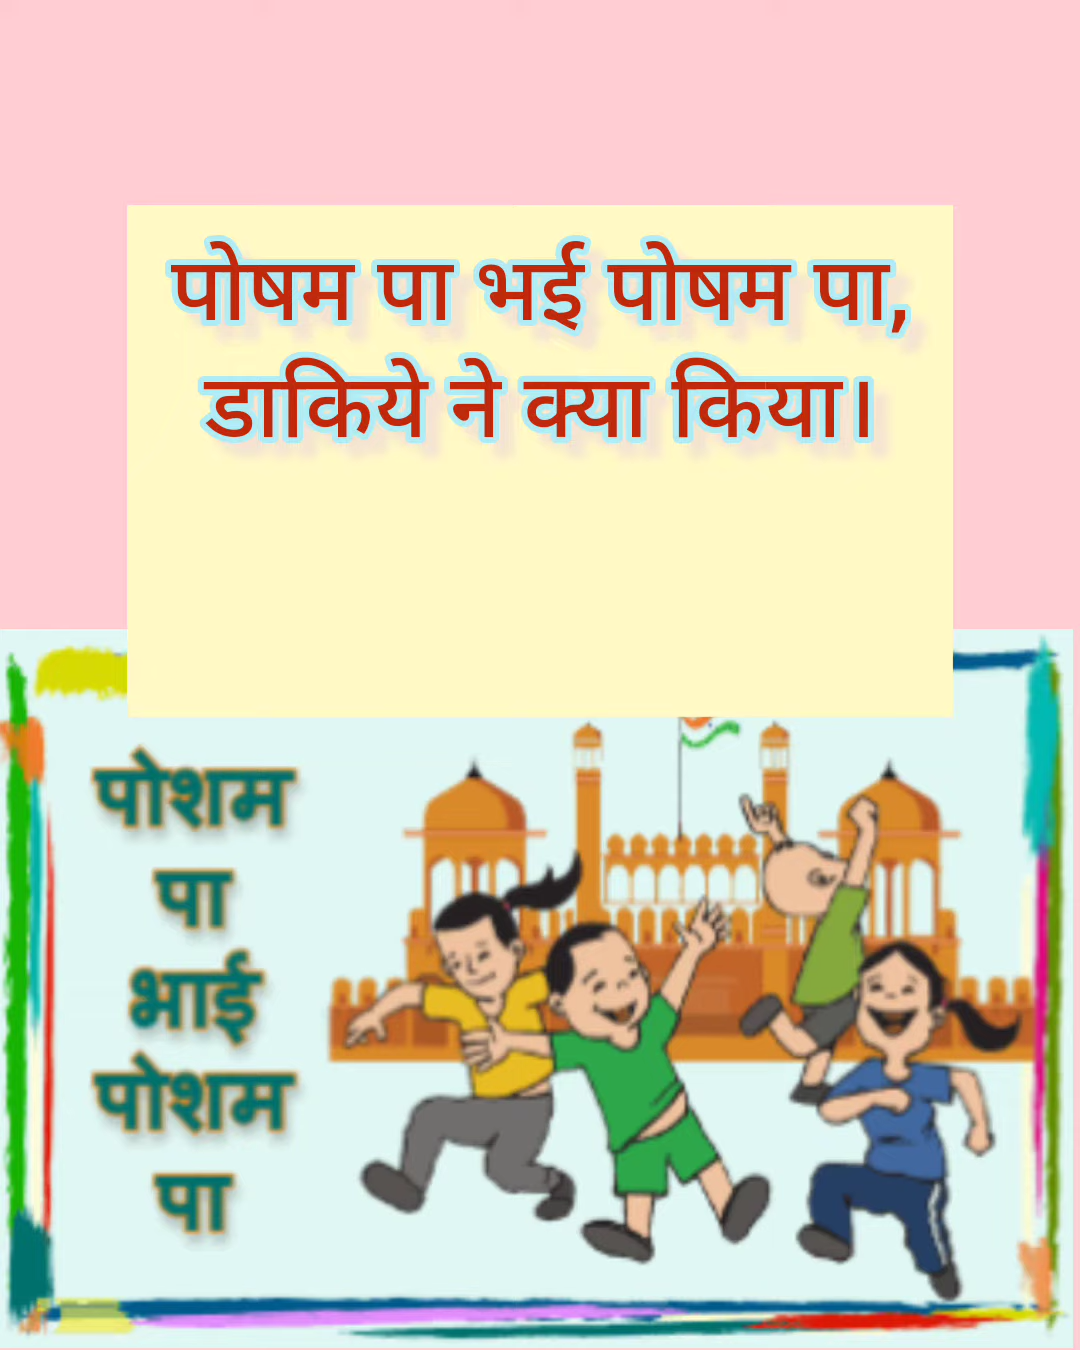 पोषम पा भई पोषम पा,
डाकिये ने क्या किया।
पोशम
पा
भाई
पोशम
पा